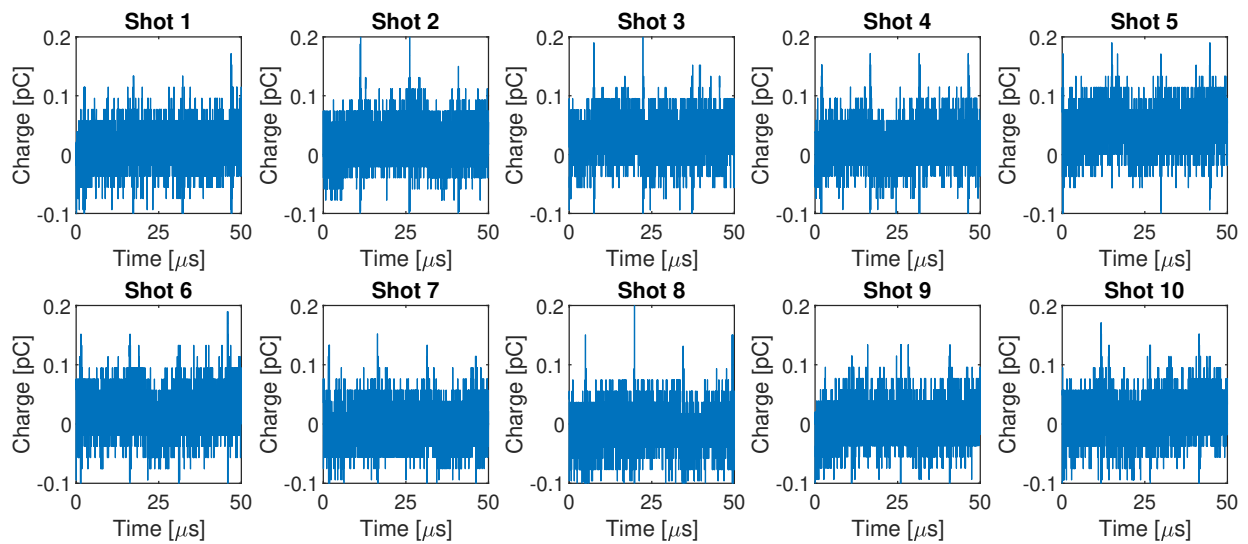 Shot 1 Shot 2 Shot 3 Shot 4 Shot 5
0.2 0.2 0.2 0.2 0.2
0.1 0.1 0.1 0.1 0.1
0 0 0 0 0
-0.1 -0.1 -0.1 -0.1 -0.1
Charge [pC] Charge [pC] Charge [pC] Charge [pC] Charge [pC]
0 25 50 0 25 50 0 25 50 0 25 50 0 25 50
Time [μs] Time [μs] Time [μs] Time [μs] Time [μs]
Shot 6 Shot 7 Shot 8 Shot 9 Shot 10
0.2 0.2 0.2 0.2 0.2
0.1 0.1 0.1 0.1 0.1
0 0 0 0 0
-0.1 -0.1 -0.1 -0.1 -0.1
Charge [pC] Charge [pC] Charge [pC] Charge [pC] Charge [pC]
0 25 50 0 25 50 0 25 50 0 25 50 0 25 50
Time [μs] Time [μs] Time [μs] Time [μs] Time [μs]